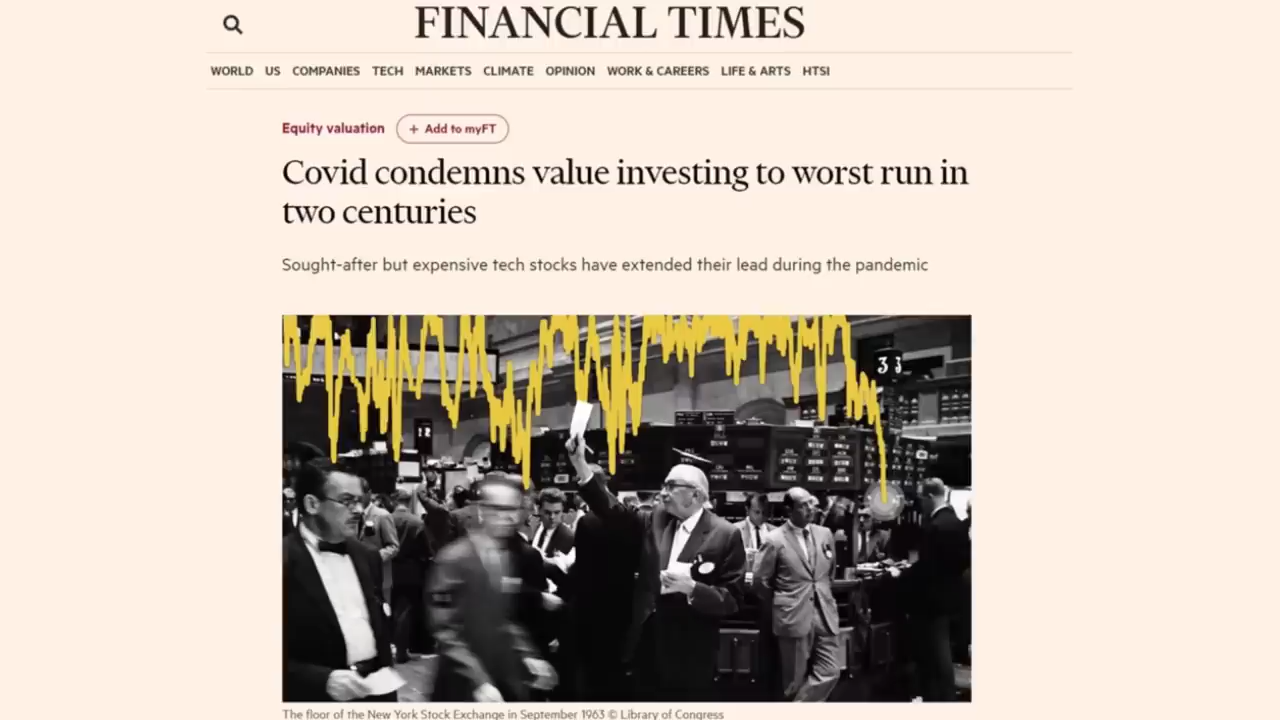 FINANCIAL TIMES
WORLD US COMPANIES TECH MARKETS CLIMATE OPINION WORK & CAREERS LIFE & ARTS HTSI
Equity valuation + Add to myFT
Covid condemns value investing to worst run in
two centuries
Sought-after but expensive tech stocks have extended their lead during the pandemic
33
12
The floor of the New York Stock Exchange in September 1963 © Library of Congress